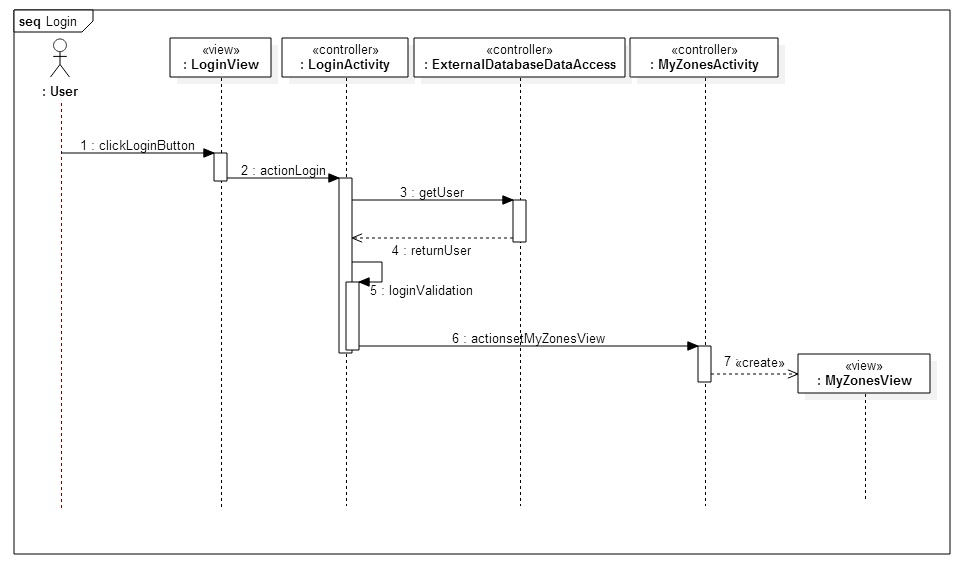 seq Login
«view»
: LoginView
«controller»
: LoginActivity
«controller»
: ExternalDatabaseDataAccess
«controller»
: MyZonesActivity
: User
1 : clickLoginButton
2 : actionLogin
3 : getUser
4 : returnUser
5 : loginValidation
6 : actionsetMyZonesView
7 «create»
«view»
: MyZonesView